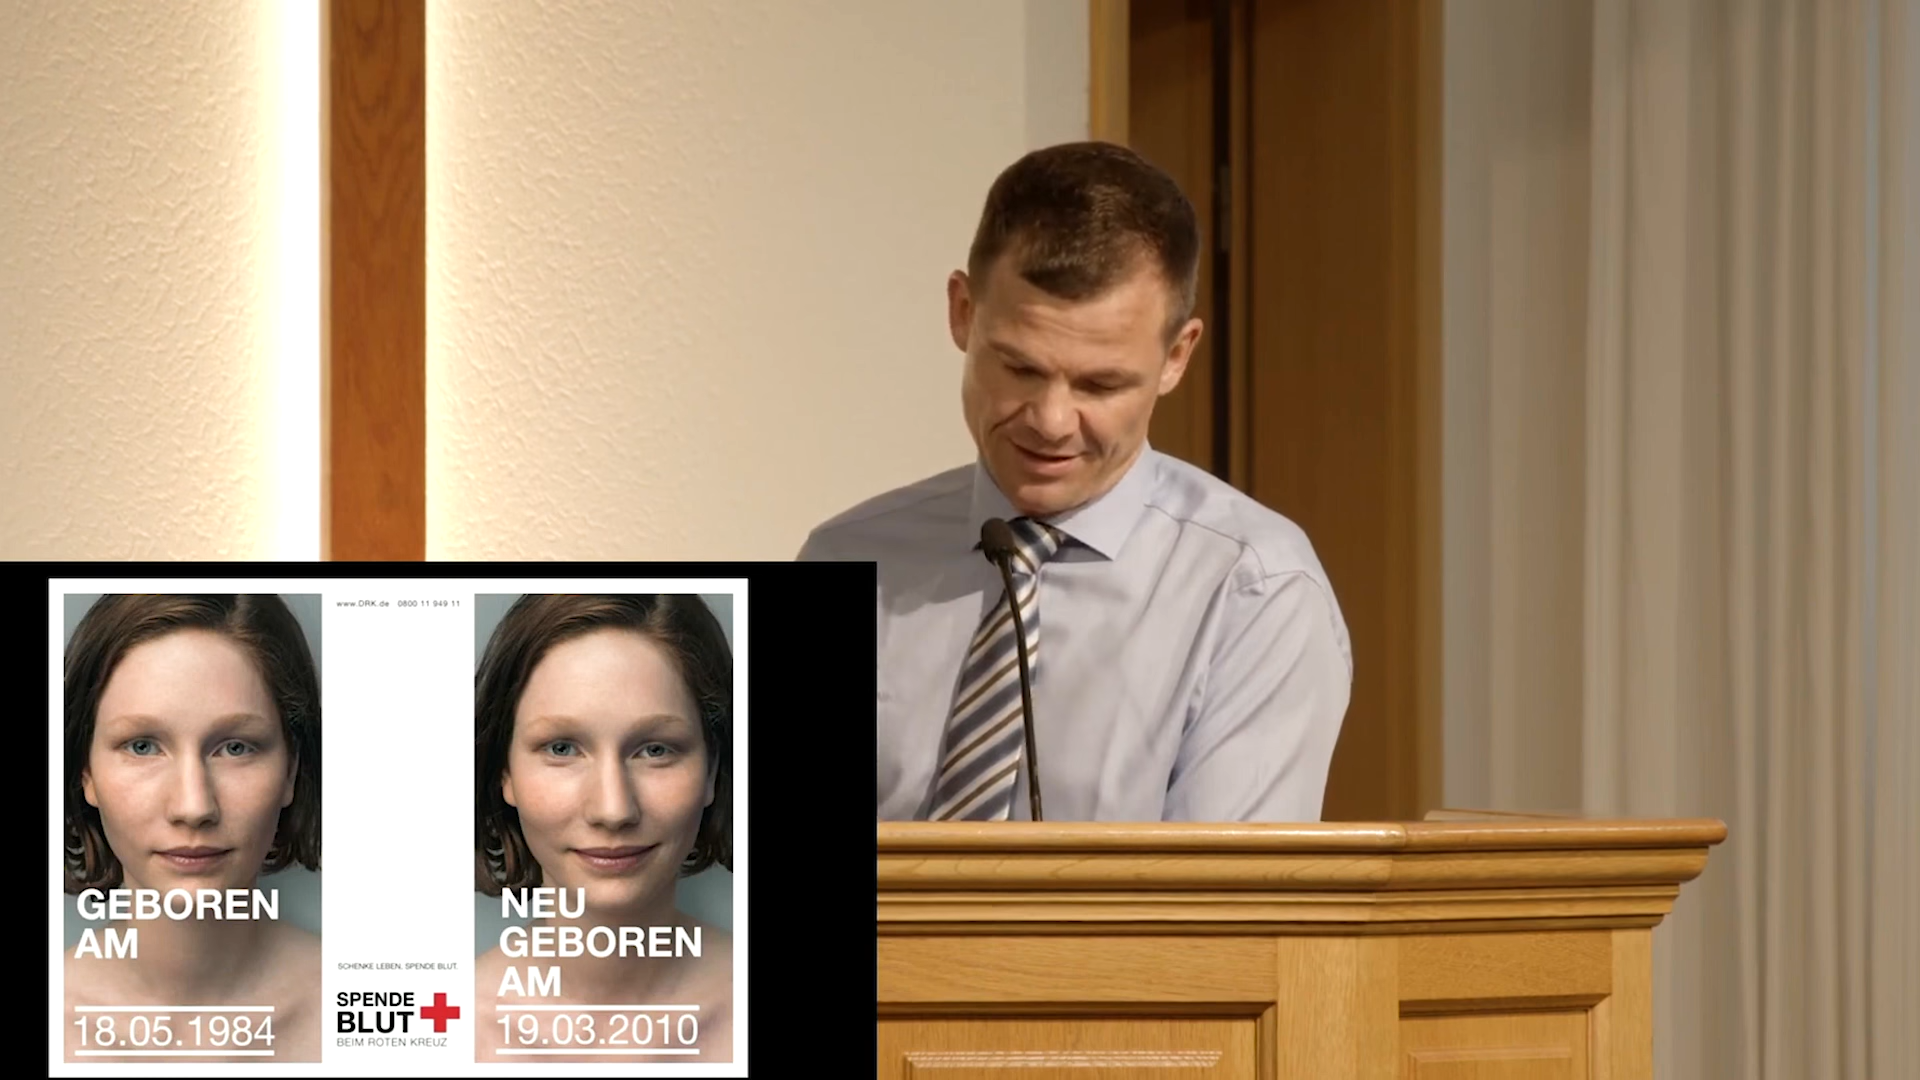 GEBOREN
AM
18.05.1984
www.DRK.de 0800 11 949 11
SCHENKE LEBEN. SPENDE BLUT.
SPENDE
BLUT
BEIM ROTEN KREUZ
NEU
GEBOREN
AM
19.03.2010